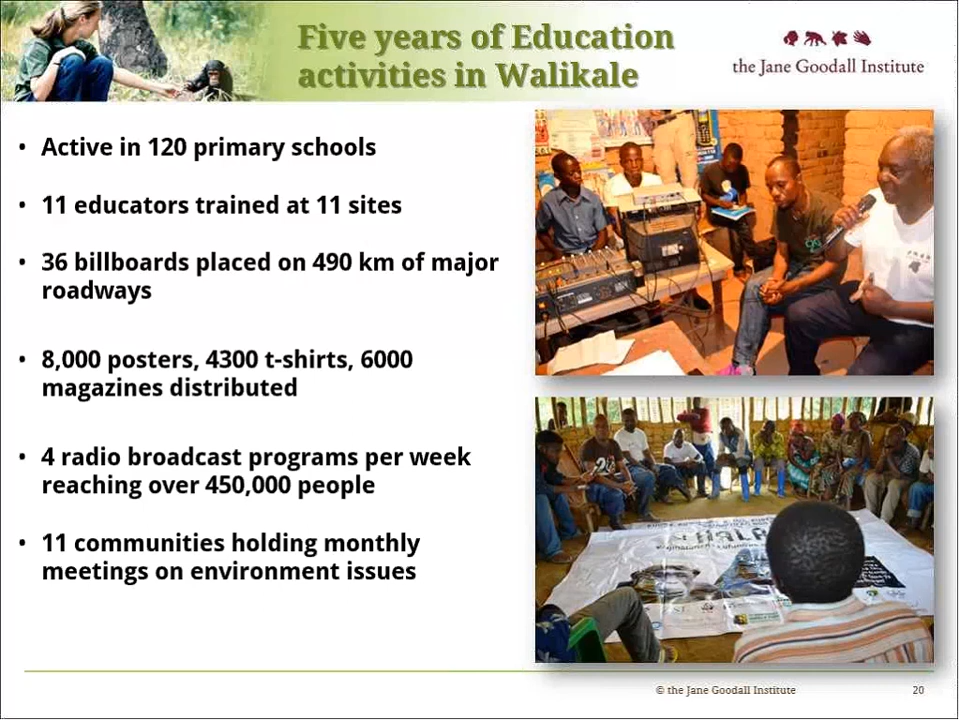 Five years of Education
activities in Walikale
the Jane Goodall Institute
• Active in 120 primary schools
• 11 educators trained at 11 sites
• 36 billboards placed on 490 km of major
roadways
• 8,000 posters, 4300 t-shirts, 6000
magazines distributed
• 4 radio broadcast programs per week
reaching over 450,000 people
• 11 communities holding monthly
meetings on environment issues
© the Jane Goodall Institute
20